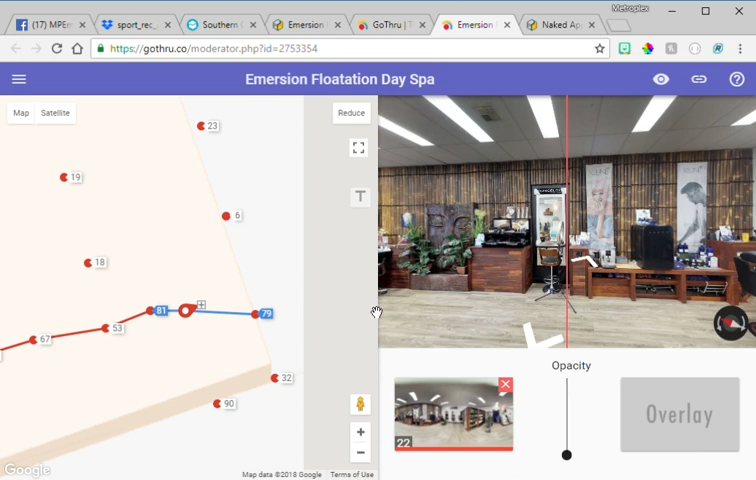 Metroplex
(17) MPEm
sport_rec_
Southern C
Emersion
GoThru | T
Emersion
Naked Ap
https://gothru.co/moderator.php?id=2753354
Emersion Floatation Day Spa
Map
Satellite
Reduce
23
T
19
6
18
81
79
53
67
32
90
Opacity
22
Overlay
Google
Map data ©2018 Google
Terms of Use